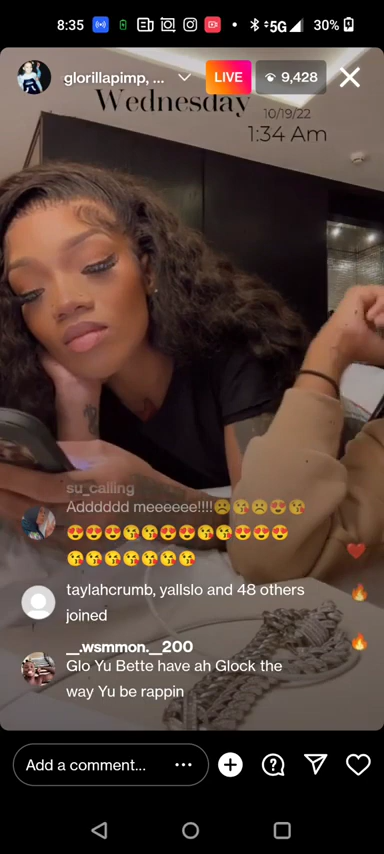 8:35
5G
30%
glorillapimp, ...
LIVE
9,428
Wednesday
10/19/22
1:34 Am
su_calling
Adddddd meeeeee!!!!☹️😘☹️😍😘
😍😍😍😘😘😍😍😍😘😘😍😍😍
😘😘😘😘😘😘😘
taylahcrumb, yallslo and 48 others
joined
__.wsmmon.__200
Glo Yu Bette have ah Glock the
way Yu be rappin
Add a comment...